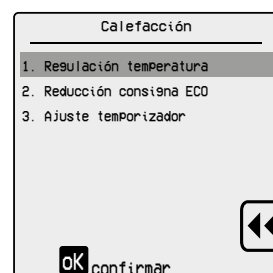 Calefacción
1. Regulación temperatura
2. Reducción consigna ECO
3. Ajuste temporizador
OK confirmar